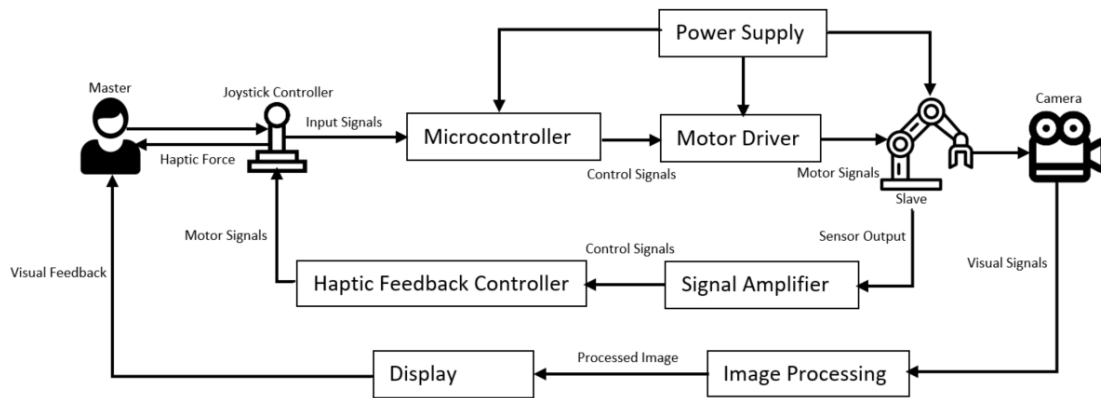 Power Supply
Master
Joystick Controller
Camera
Input Signals
Microcontroller
Motor Driver
Haptic Force
Control Signals
Motor Signals
Slave
Motor Signals
Control Signals
Sensor Output
Visual Feedback
Visual Signals
Haptic Feedback Controller
Signal Amplifier
Processed Image
Display
Image Processing